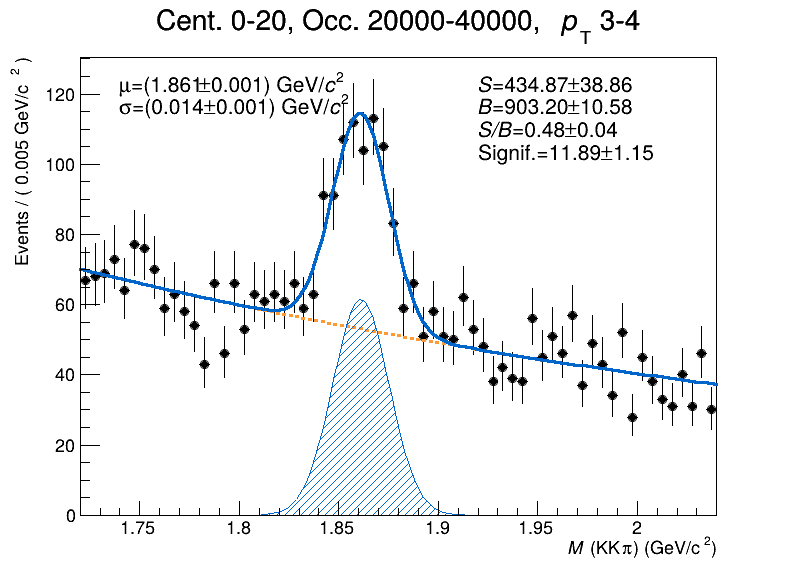 Cent. 0-20, Occ. 20000-40000, pT 3-4
μ=(1.861±0.001) GeV/c2
σ=(0.014±0.001) GeV/c2
S=434.87±38.86
B=903.20±10.58
S/B=0.48±0.04
Signif.=11.89±1.15
Events / ( 0.005 GeV/c 2 )
120
100
80
60
40
20
0
1.75 1.8 1.85 1.9 1.95 2
M (KKπ) (GeV/c2)